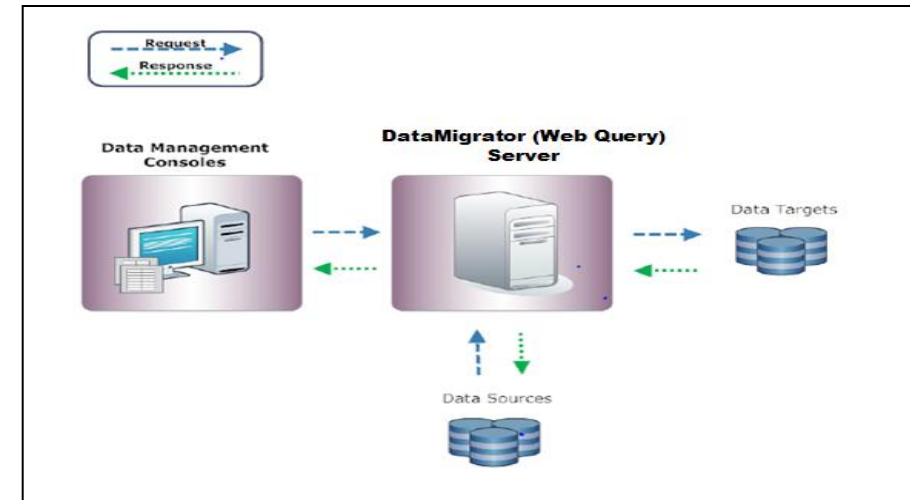 Request
Response
Data Management
Consoles
DataMigrator (Web Query)
Server
Data Targets
Data Sources